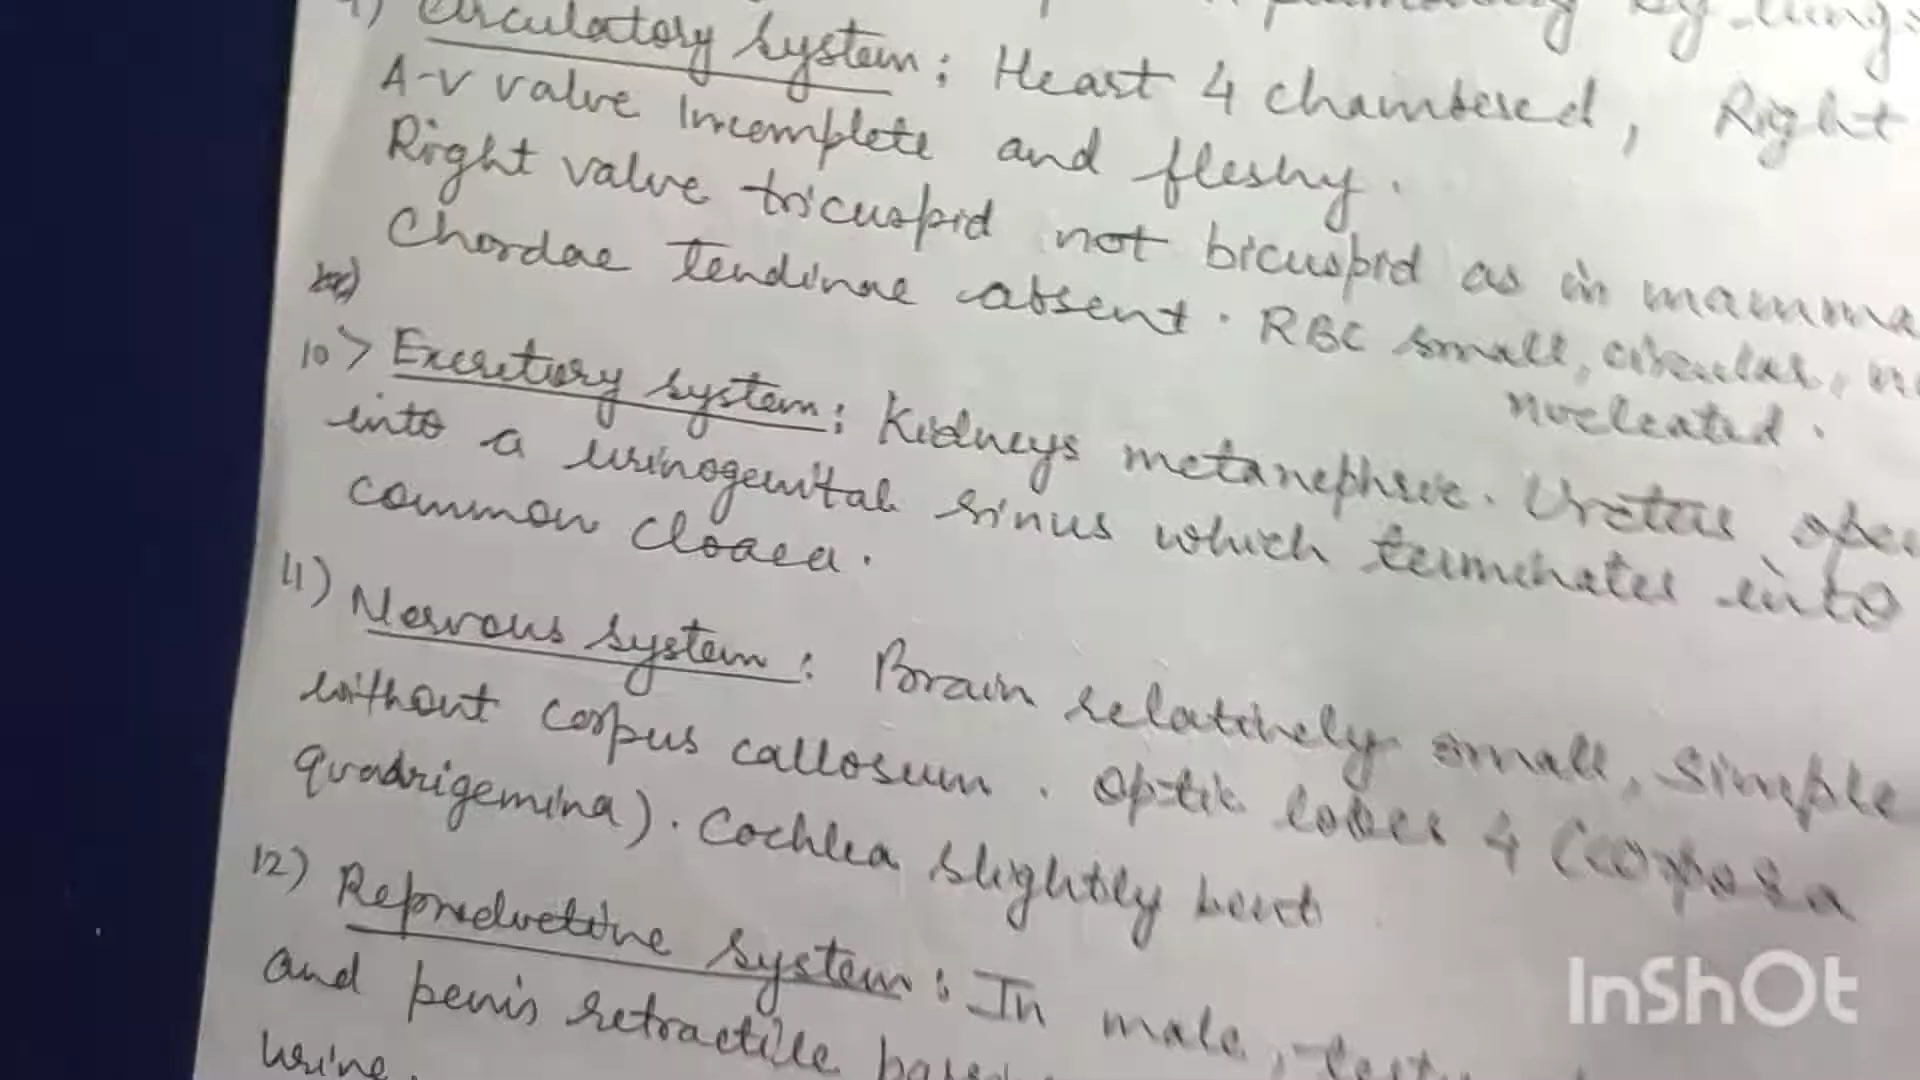 9) Circulatory System : Heart 4 chambered, Right
A-V valve Incomplete and fleshy.
Right valve tricuspid not bicuspid as in mamma
Chordae tendinae absent. RBC small, circular, n
nucleated.
10> Excretory system : Kidneys metanephric. Ureters open
into a urinogenital sinus which terminates into
common cloaca.
11) Nervous system : Brain relatively small, simple
without corpus callosum. Optic lobes 4 (corpora
quadrigemina). Cochlea slightly bent
12) Reproductive system : In male, test
and penis retractile
urine.
InShOt